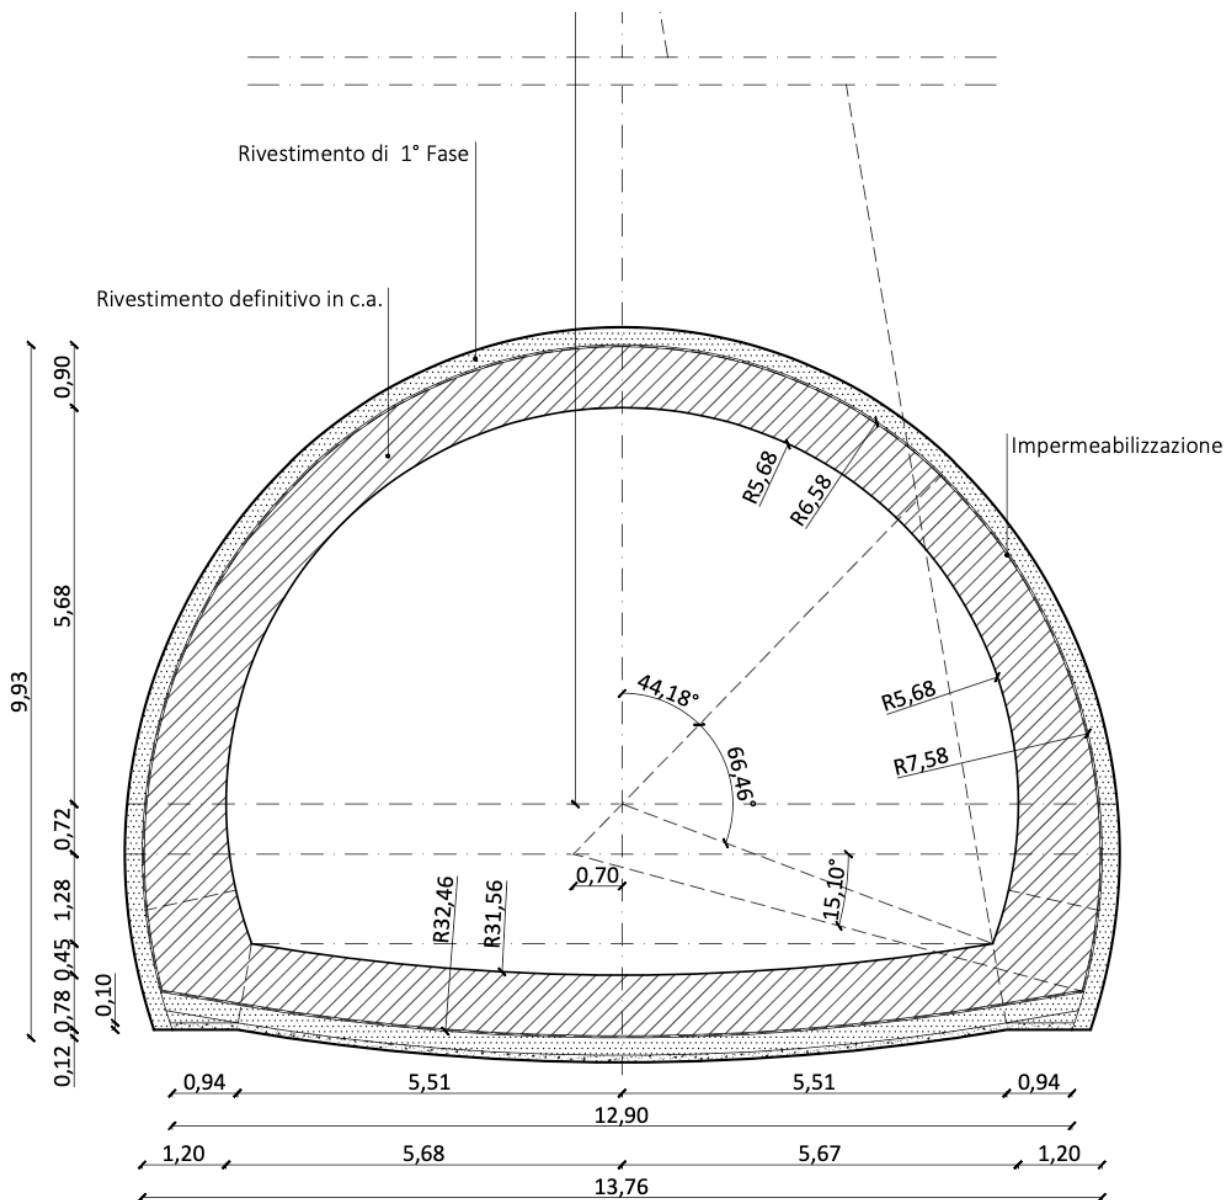 Rivestimento di 1° Fase
Rivestimento definitivo in c.a.
Impermeabilizzazione
R5,68
R6,58
R5,68
R7,58
44,18°
66,46°
15,10°
0,70
R32,46
R31,56
9,93
0,90
5,68
0,72
1,28
0,45
0,78
0,12
0,10
0,94
5,51
5,51
0,94
12,90
1,20
5,68
5,67
1,20
13,76